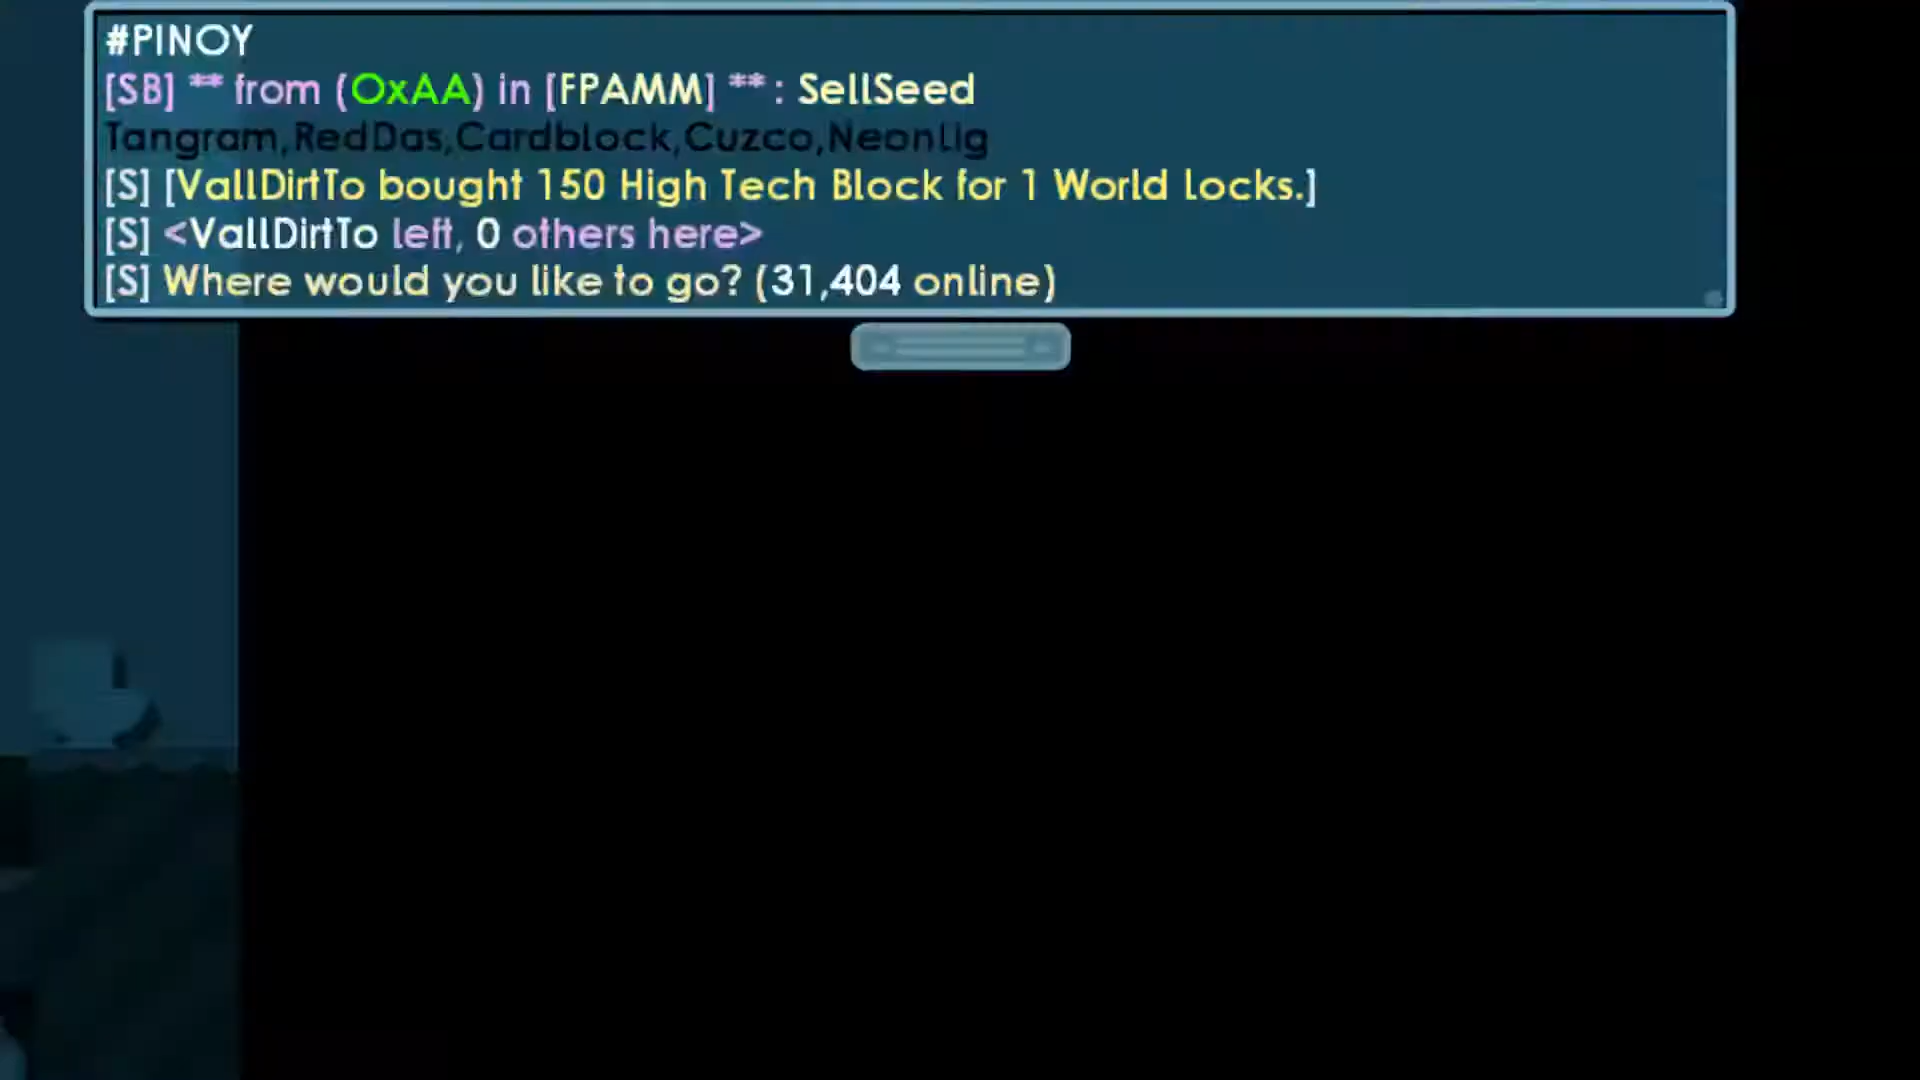 #PINOY
[SB] ** from (OxAA) in [FPAMM] ** : SellSeed
Tangram,RedDas,Cardblock,Cuzco,NeonLig
[S] [VallDirtTo bought 150 High Tech Block for 1 World Locks.]
[S] <VallDirtTo left, 0 others here>
[S] Where would you like to go? (31,404 online)